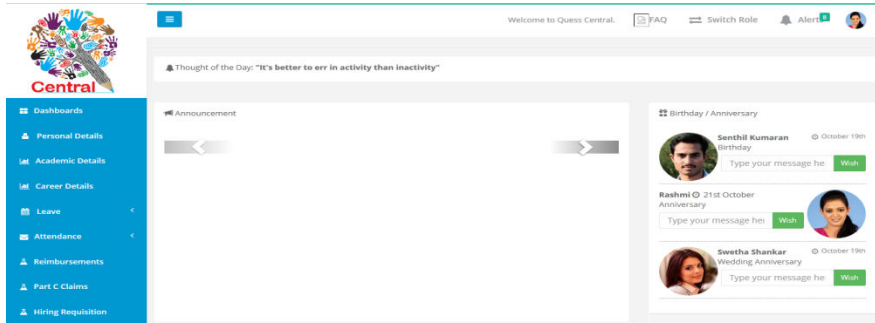 Central
Dashboards
Personal Details
Academic Details
Career Details
Leave
Attendance
Reimbursements
Part C Claims
Hiring Requisition
Welcome to Quess Central.
FAQ
Switch Role
Alert 8
Thought of the Day: "It's better to err in activity than inactivity"
Announcement
Birthday / Anniversary
Senthil Kumaran October 19th
Birthday
Type your message he Wish
Rashmi 21st October
Anniversary
Type your message he Wish
Swetha Shankar October 19th
Wedding Anniversary
Type your message he Wish